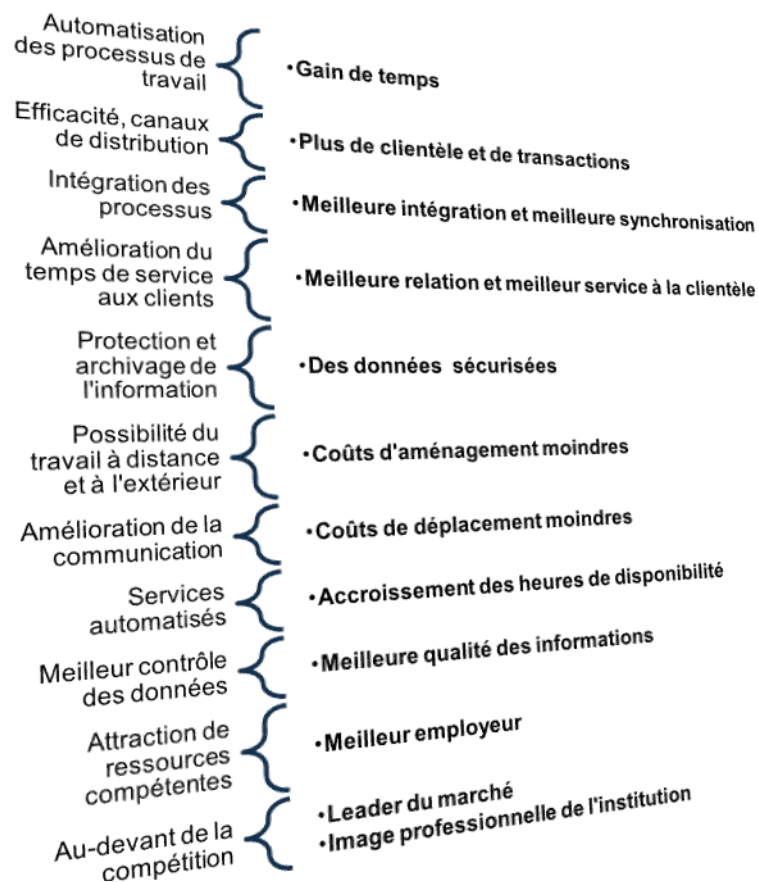 Automatisation
des processus de
travail
•Gain de temps
Efficacité, canaux
de distribution
•Plus de clientèle et de transactions
Intégration des
processus
•Meilleure intégration et meilleure synchronisation
Amélioration du
temps de service
aux clients
•Meilleure relation et meilleur service à la clientèle
Protection et
archivage de
l'information
•Des données sécurisées
Possibilité du
travail à distance
et à l'extérieur
•Coûts d'aménagement moindres
Amélioration de la
communication
•Coûts de déplacement moindres
Services
automatisés
•Accroissement des heures de disponibilité
Meilleur contrôle
des données
•Meilleure qualité des informations
Attraction de
ressources
compétentes
•Meilleur employeur
Au-devant de la
compétition
•Leader du marché
•Image professionnelle de l'institution